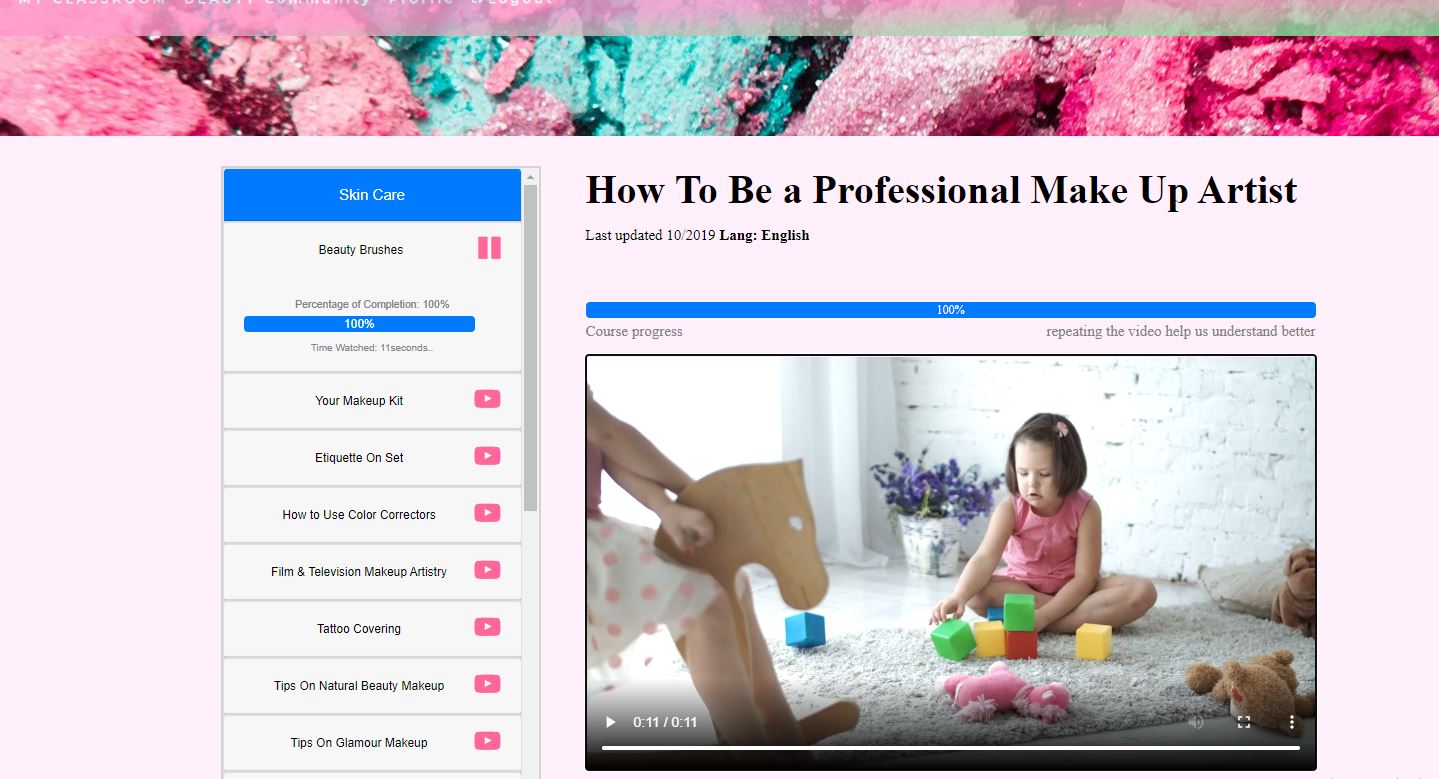 MY CLASSROOM BEAUTY Community Profile Logout
Skin Care
Beauty Brushes
Percentage of Completion: 100%
100%
Time Watched: 11seconds..
Your Makeup Kit
Etiquette On Set
How to Use Color Correctors
Film & Television Makeup Artistry
Tattoo Covering
Tips On Natural Beauty Makeup
Tips On Glamour Makeup
How To Be a Professional Make Up Artist
Last updated 10/2019 Lang: English
100%
Course progress
repeating the video help us understand better
0:11 / 0:11